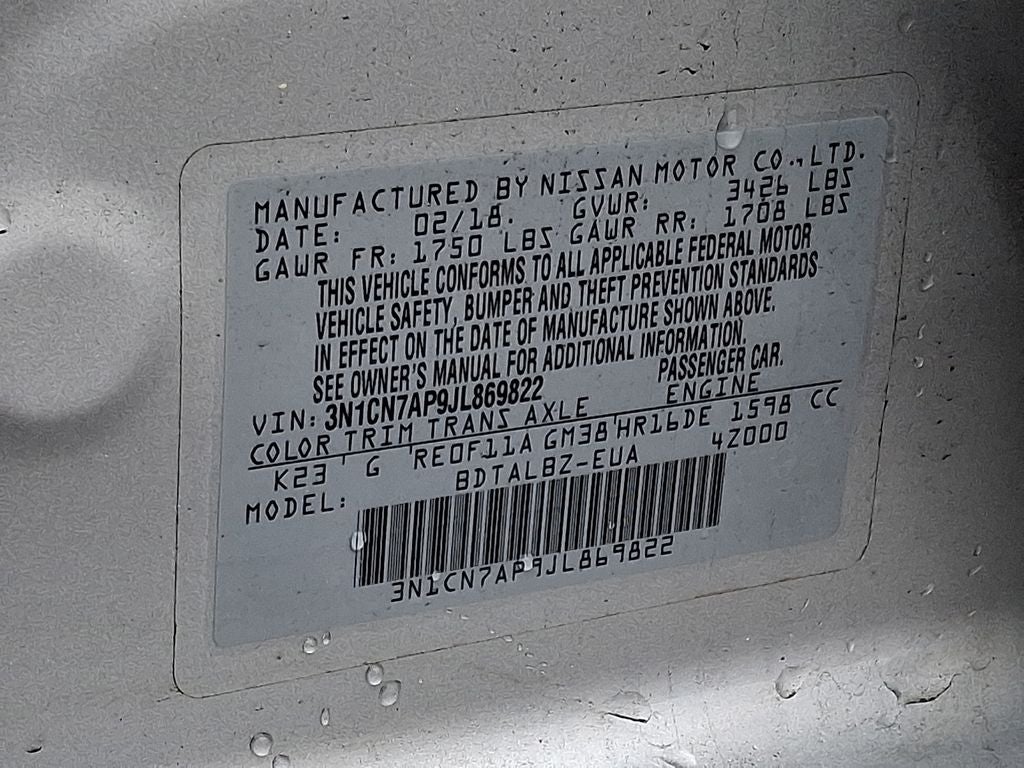 MANUFACTURED BY NISSAN MOTOR CO., LTD.
DATE: 02/18. GVWR: 3426 LBS
GAWR FR: 1750 LBS GAWR RR: 1708 LBS
THIS VEHICLE CONFORMS TO ALL APPLICABLE FEDERAL MOTOR
VEHICLE SAFETY, BUMPER AND THEFT PREVENTION STANDARDS
IN EFFECT ON THE DATE OF MANUFACTURE SHOWN ABOVE.
SEE OWNER'S MANUAL FOR ADDITIONAL INFORMATION.
VIN: 3N1CN7AP9JL869822 PASSENGER CAR.
COLOR TRIM TRANS AXLE ENGINE
K23 G RE0F11A GM38 HR16DE 1598 CC
MODEL: BDTALBZ-EUA 4Z000
3N1CN7AP9JL869822